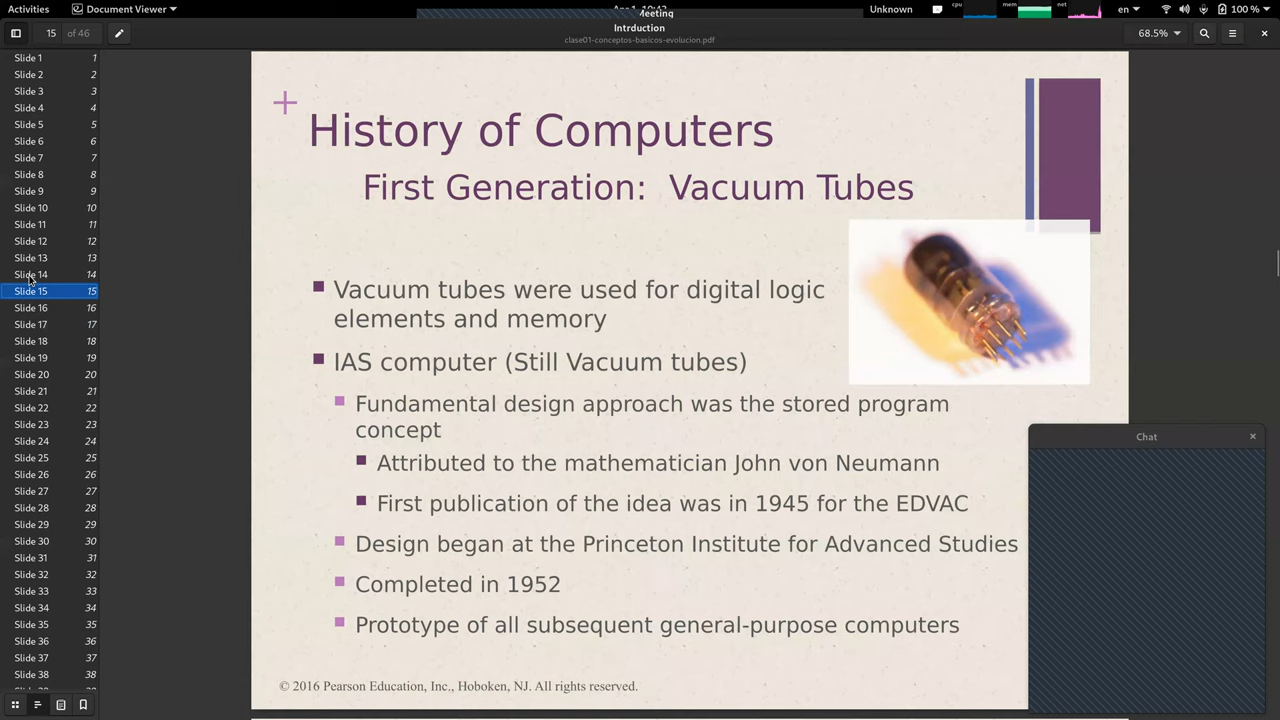 Activities
Document Viewer
Meeting
Unknown
cpu
mem
net
en
100 %
15 of 46
Intrduction
clase01-conceptos-basicos-evolucion.pdf
68.5%
Slide 1 1
Slide 2 2
Slide 3 3
Slide 4 4
Slide 5 5
Slide 6 6
Slide 7 7
Slide 8 8
Slide 9 9
Slide 10 10
Slide 11 11
Slide 12 12
Slide 13 13
Slide 14 14
Slide 15 15
Slide 16 16
Slide 17 17
Slide 18 18
Slide 19 19
Slide 20 20
Slide 21 21
Slide 22 22
Slide 23 23
Slide 24 24
Slide 25 25
Slide 26 26
Slide 27 27
Slide 28 28
Slide 29 29
Slide 30 30
Slide 31 31
Slide 32 32
Slide 33 33
Slide 34 34
Slide 35 35
Slide 36 36
Slide 37 37
Slide 38 38
+
History of Computers
First Generation: Vacuum Tubes
Vacuum tubes were used for digital logic
elements and memory
IAS computer (Still Vacuum tubes)
Fundamental design approach was the stored program
concept
Attributed to the mathematician John von Neumann
First publication of the idea was in 1945 for the EDVAC
Design began at the Princeton Institute for Advanced Studies
Completed in 1952
Prototype of all subsequent general-purpose computers
© 2016 Pearson Education, Inc., Hoboken, NJ. All rights reserved.
Chat